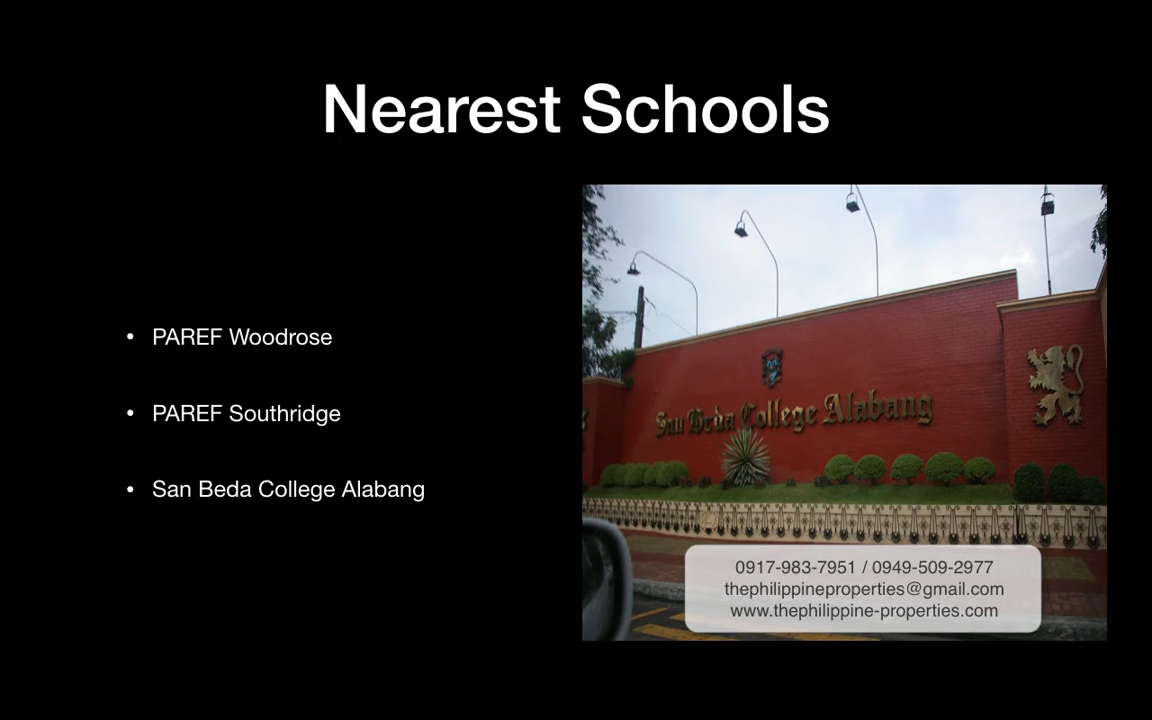 Nearest Schools
• PAREF Woodrose
• PAREF Southridge
• San Beda College Alabang
San Beda College Alabang
0917-983-7951 / 0949-509-2977
thephilippineproperties@gmail.com
www.thephilippine-properties.com